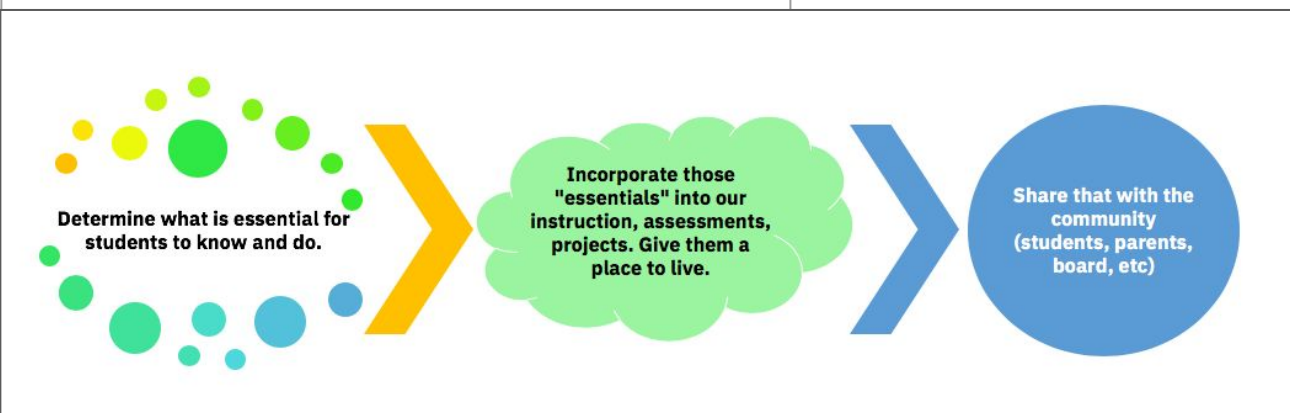 Determine what is essential for
students to know and do.
Incorporate those
"essentials" into our
instruction, assessments,
projects. Give them a
place to live.
Share that with the
community
(students, parents,
board, etc)